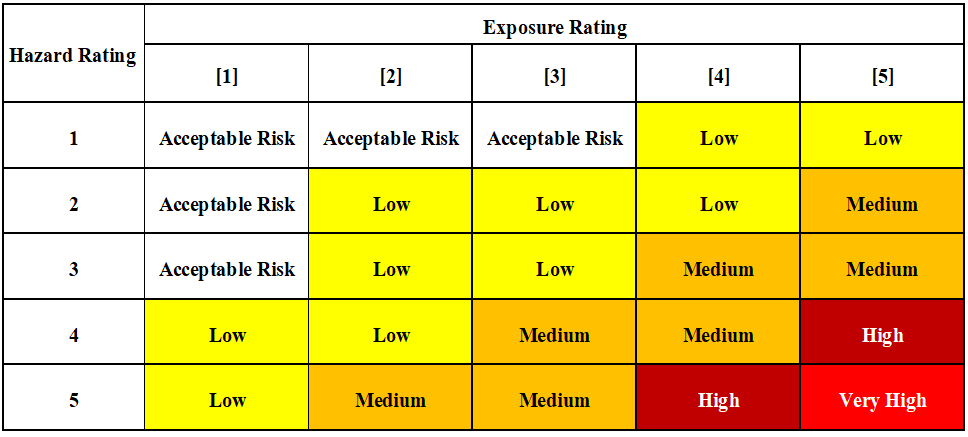 Exposure Rating
Hazard Rating
[1] [2] [3] [4] [5]
1 Acceptable Risk Acceptable Risk Acceptable Risk Low Low
2 Acceptable Risk Low Low Low Medium
3 Acceptable Risk Low Low Medium Medium
4 Low Low Medium Medium High
5 Low Medium Medium High Very High